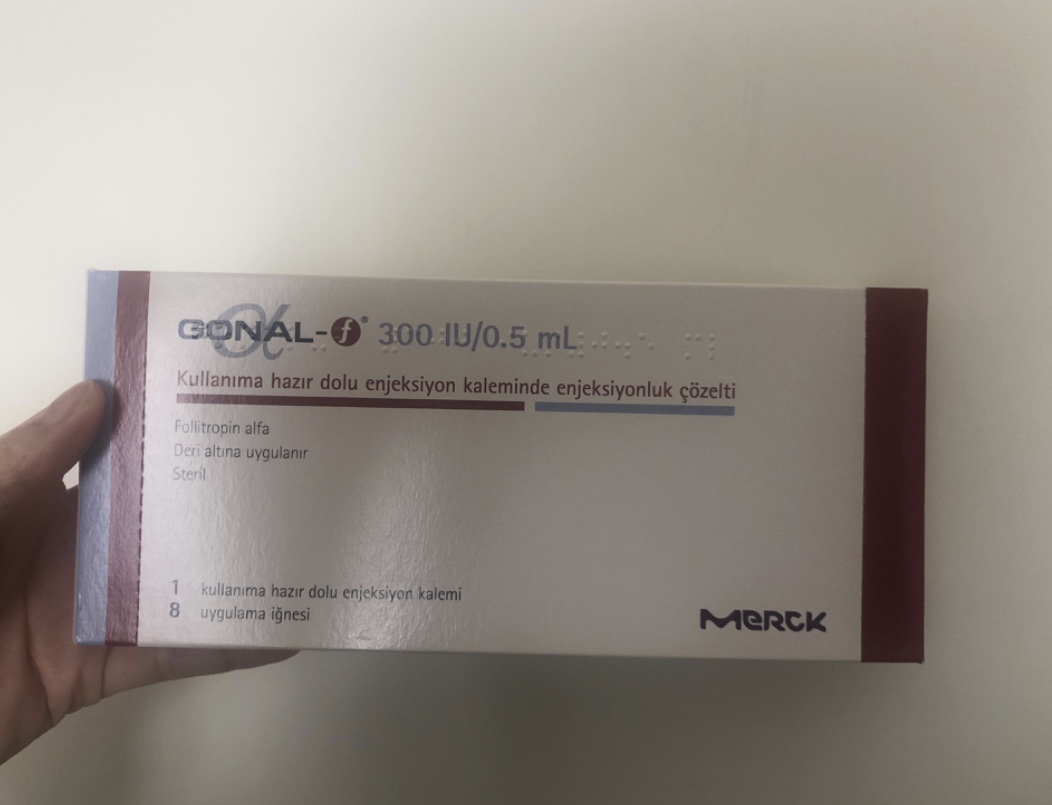 GONAL-f® 300 IU/0.5 mL
Kullanıma hazır dolu enjeksiyon kaleminde enjeksiyonluk çözelti
Follitropin alfa
Deri altına uygulanır
Steril
1 kullanıma hazır dolu enjeksiyon kalemi
8 uygulama iğnesi
MERCK